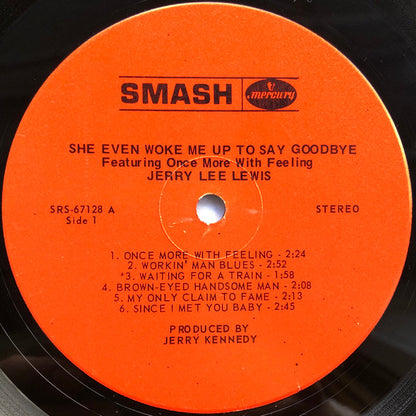 SMASH mercury
SHE EVEN WOKE ME UP TO SAY GOODBYE
Featuring Once More With Feeling
JERRY LEE LEWIS
SRS-67128 A
Side 1
STEREO
1. ONCE MORE WITH FEELING - 2:24
2. WORKIN' MAN BLUES - 2:52
*3. WAITING FOR A TRAIN - 1:58
4. BROWN-EYED HANDSOME MAN - 2:08
5. MY ONLY CLAIM TO FAME - 2:13
6. SINCE I MET YOU BABY - 2:45
PRODUCED BY
JERRY KENNEDY